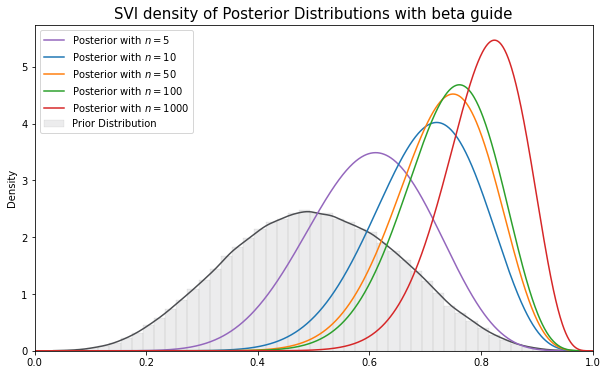 SVI density of Posterior Distributions with beta guide
Posterior with n = 5
Posterior with n = 10
Posterior with n = 50
Posterior with n = 100
Posterior with n = 1000
Prior Distribution
Density
5
4
3
2
1
0
0.0 0.2 0.4 0.6 0.8 1.0